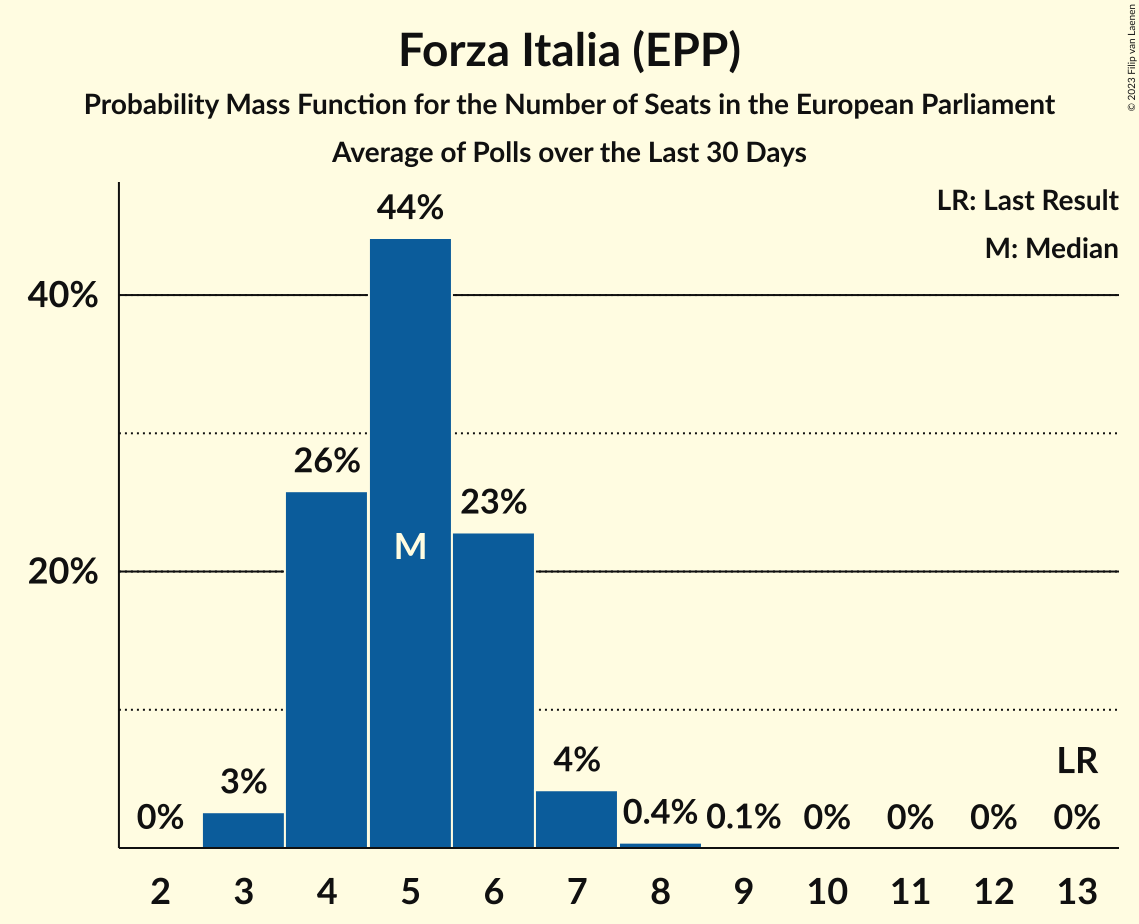 Forza Italia (EPP)
Probability Mass Function for the Number of Seats in the European Parliament
Average of Polls over the Last 30 Days
© 2023 Filip van Laenen
LR: Last Result
M: Median
44%
40%
26%
23%
M
20%
4%
LR
3%
0%
0.4%
0.1%
0%
0%
0%
0%
2 3 4 5 6 7 8 9 10 11 12 13